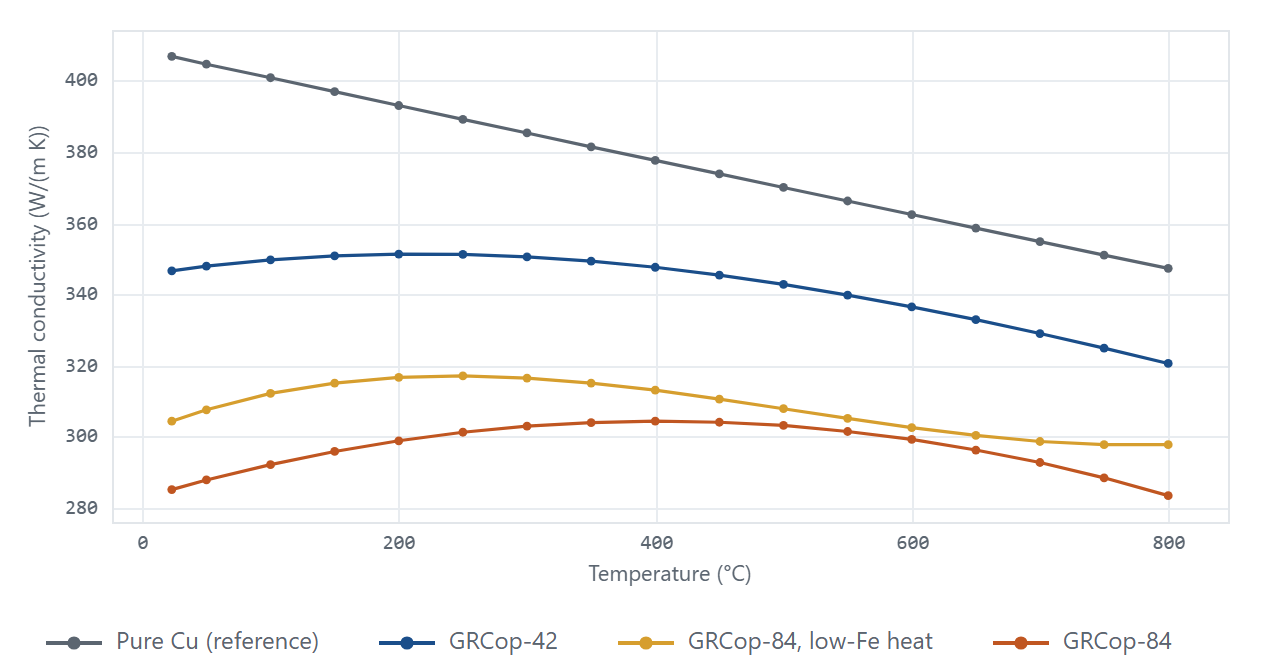 Thermal conductivity (W/(m K))
400
380
360
340
320
300
280
0 200 400 600 800
Temperature (°C)
Pure Cu (reference) GRCop-42 GRCop-84, low-Fe heat GRCop-84